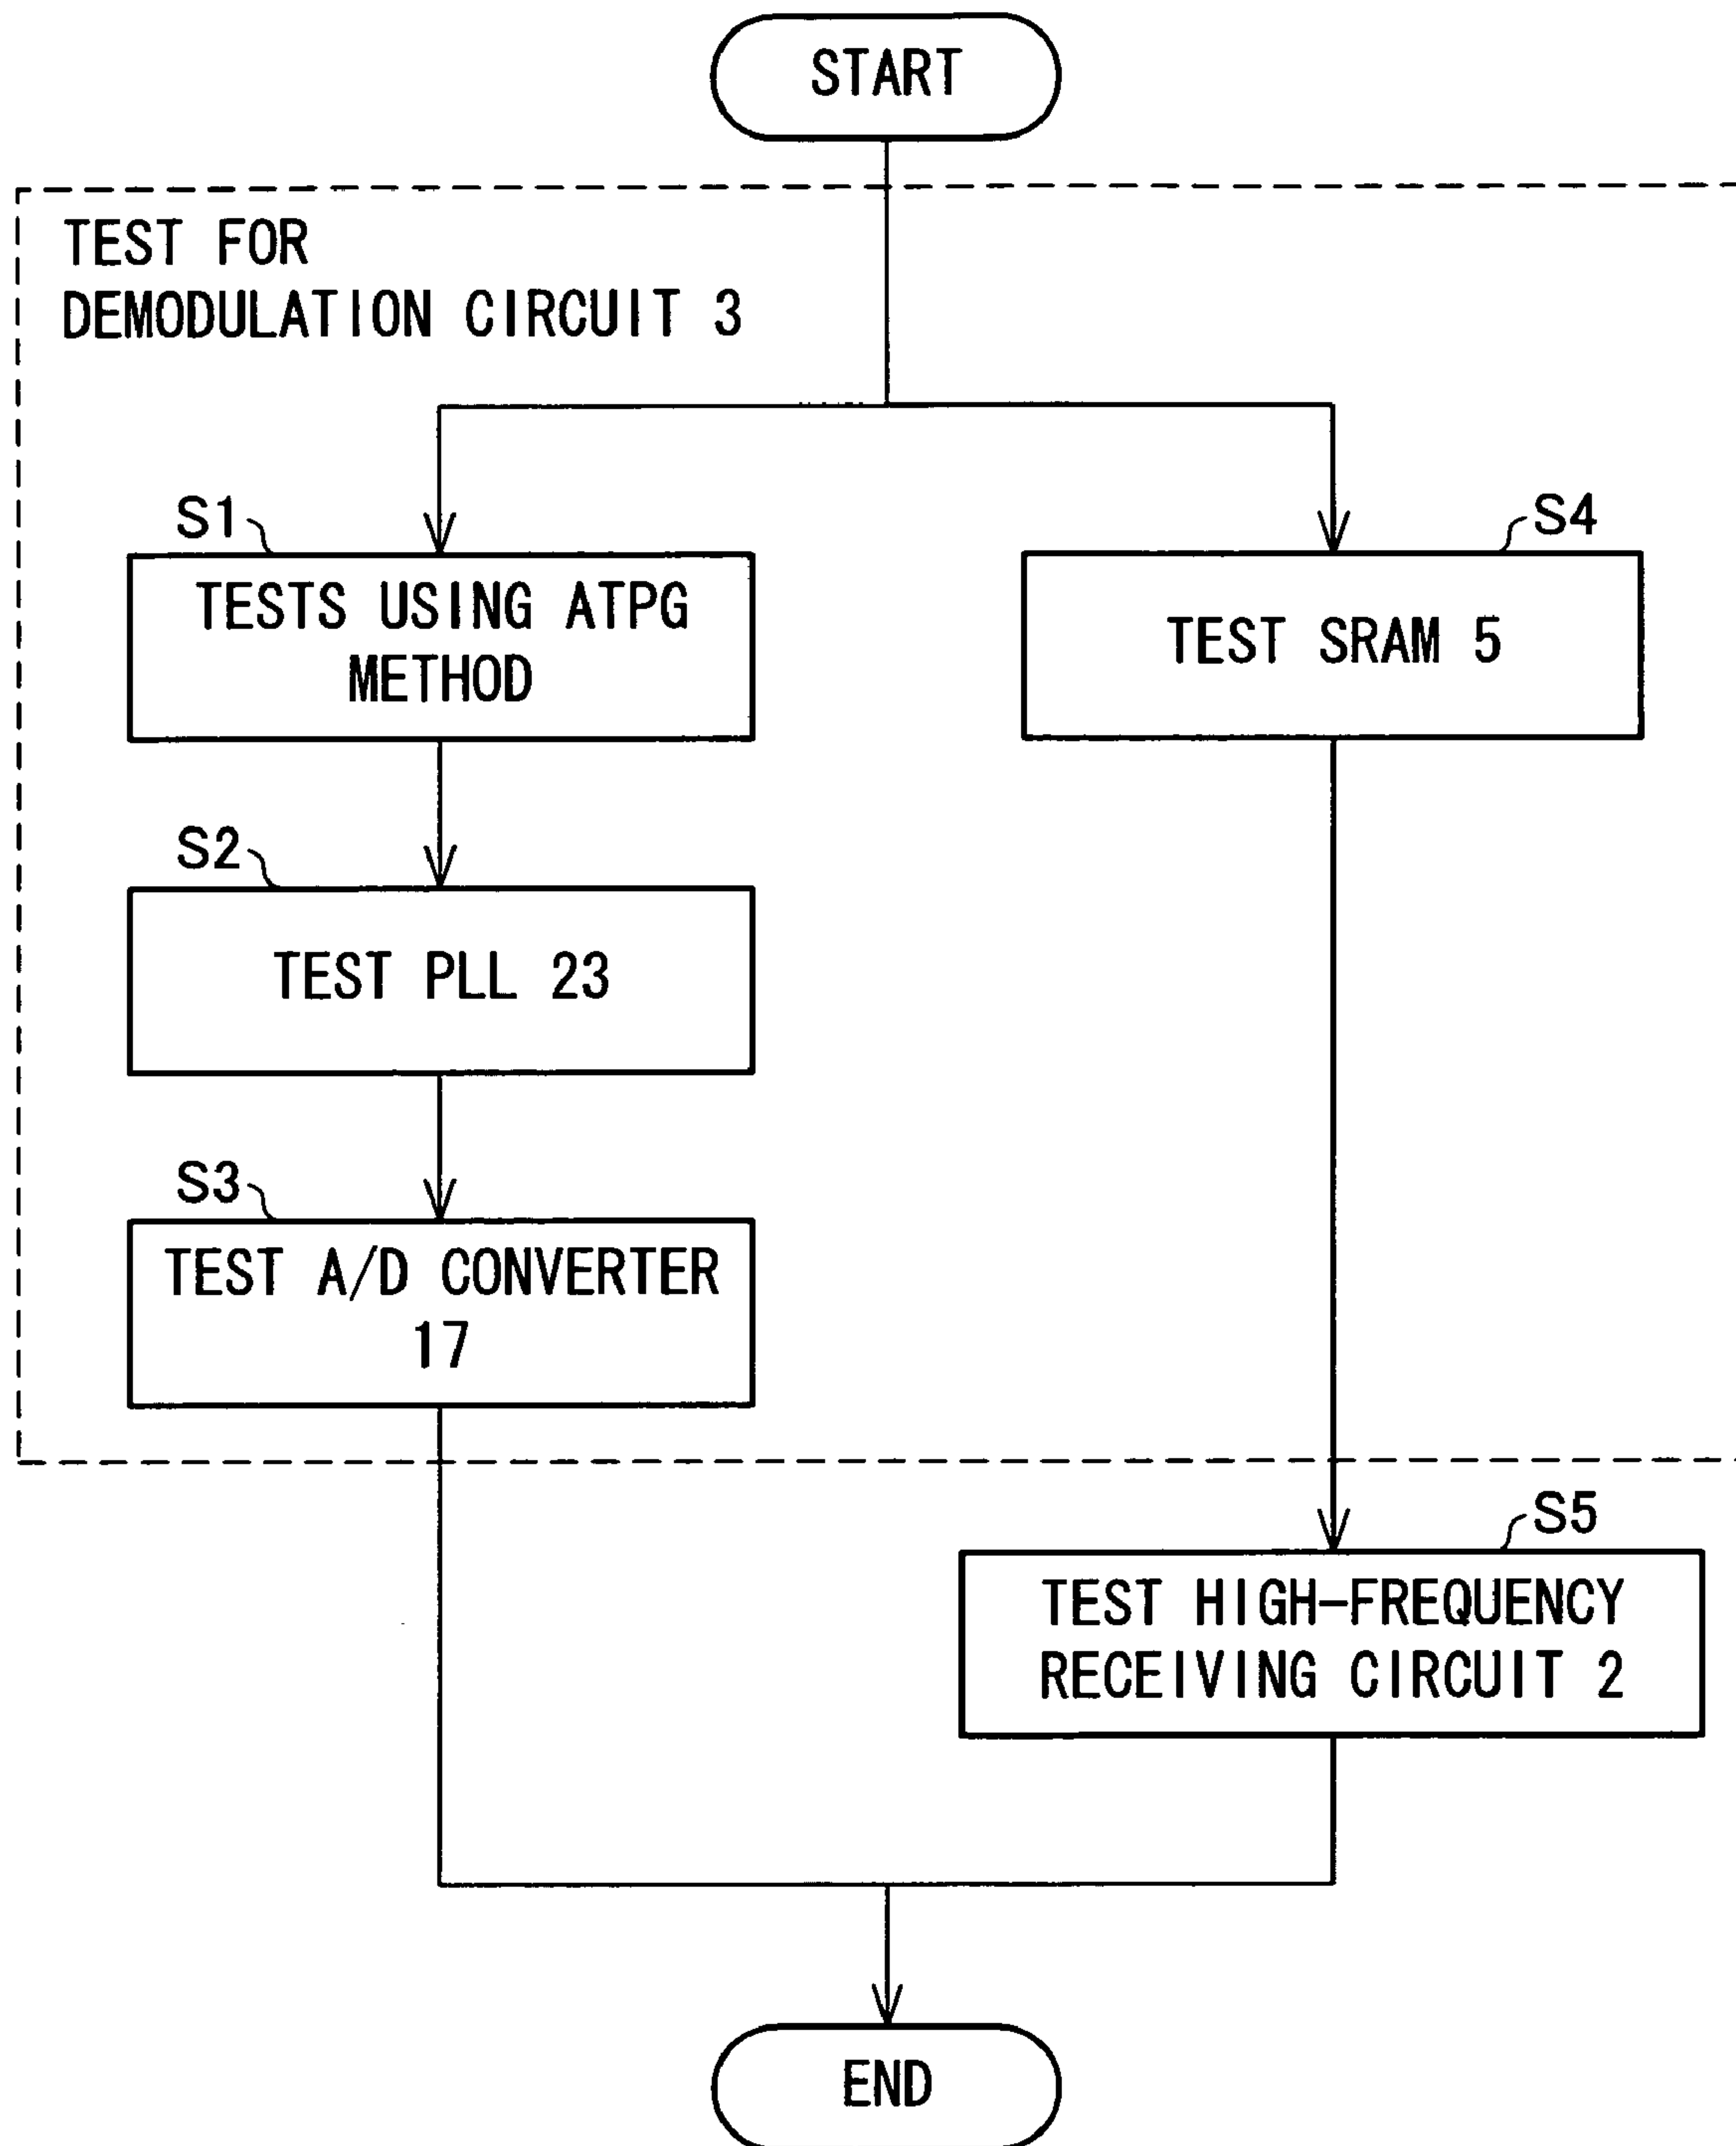 START
TEST FOR
DEMODULATION CIRCUIT 3
S1
TESTS USING ATPG
METHOD
S4
TEST SRAM 5
S2
TEST PLL 23
S3
TEST A/D CONVERTER
17
S5
TEST HIGH-FREQUENCY
RECEIVING CIRCUIT 2
END